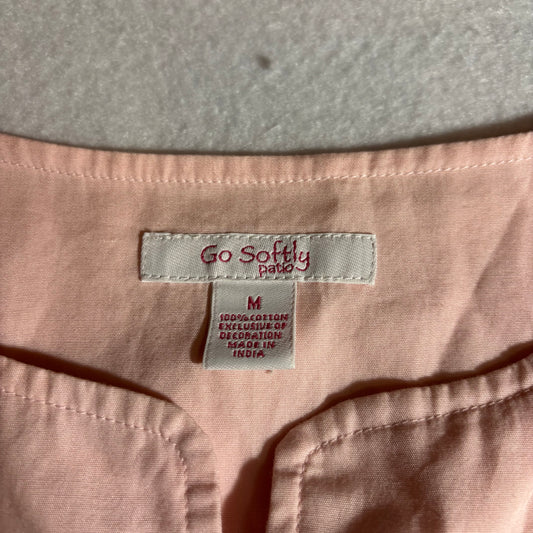 Go Softly
patio
M
100% COTTON
EXCLUSIVE OF
DECORATION
MADE IN
INDIA